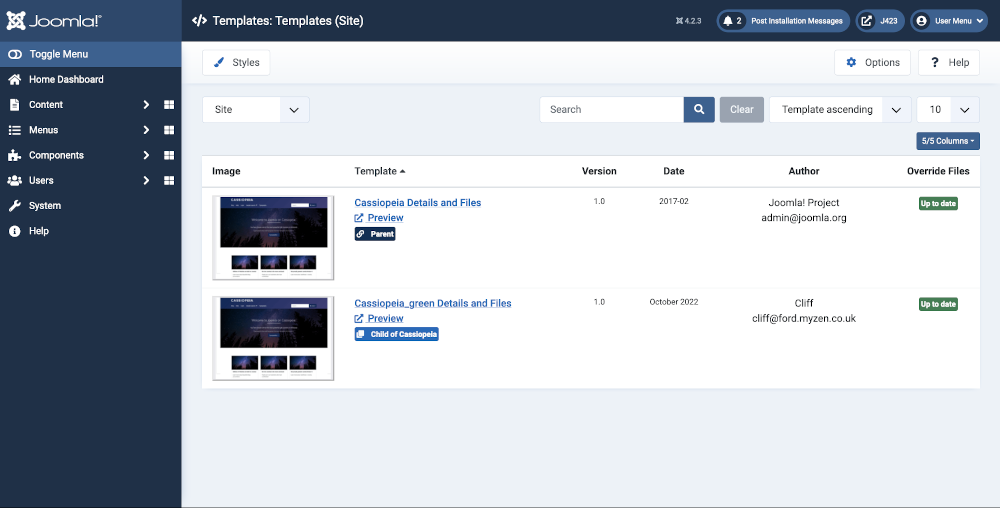 Joomla!®
Templates: Templates (Site)
4.2.3
2 Post Installation Messages
J423
User Menu
Toggle Menu
Home Dashboard
Content
Menus
Components
Users
System
Help
Styles
Options
? Help
Site
Search
Clear
Template ascending
10
5/5 Columns
Image Template Version Date Author Override Files
CASSIOPEIA
Cassiopeia Details and Files
Preview
Parent
1.0
2017-02
Joomla! Project
admin@joomla.org
Up to date
CASSIOPEIA
Cassiopeia_green Details and Files
Preview
Child of Cassiopeia
1.0
October 2022
Cliff
cliff@ford.myzen.co.uk
Up to date